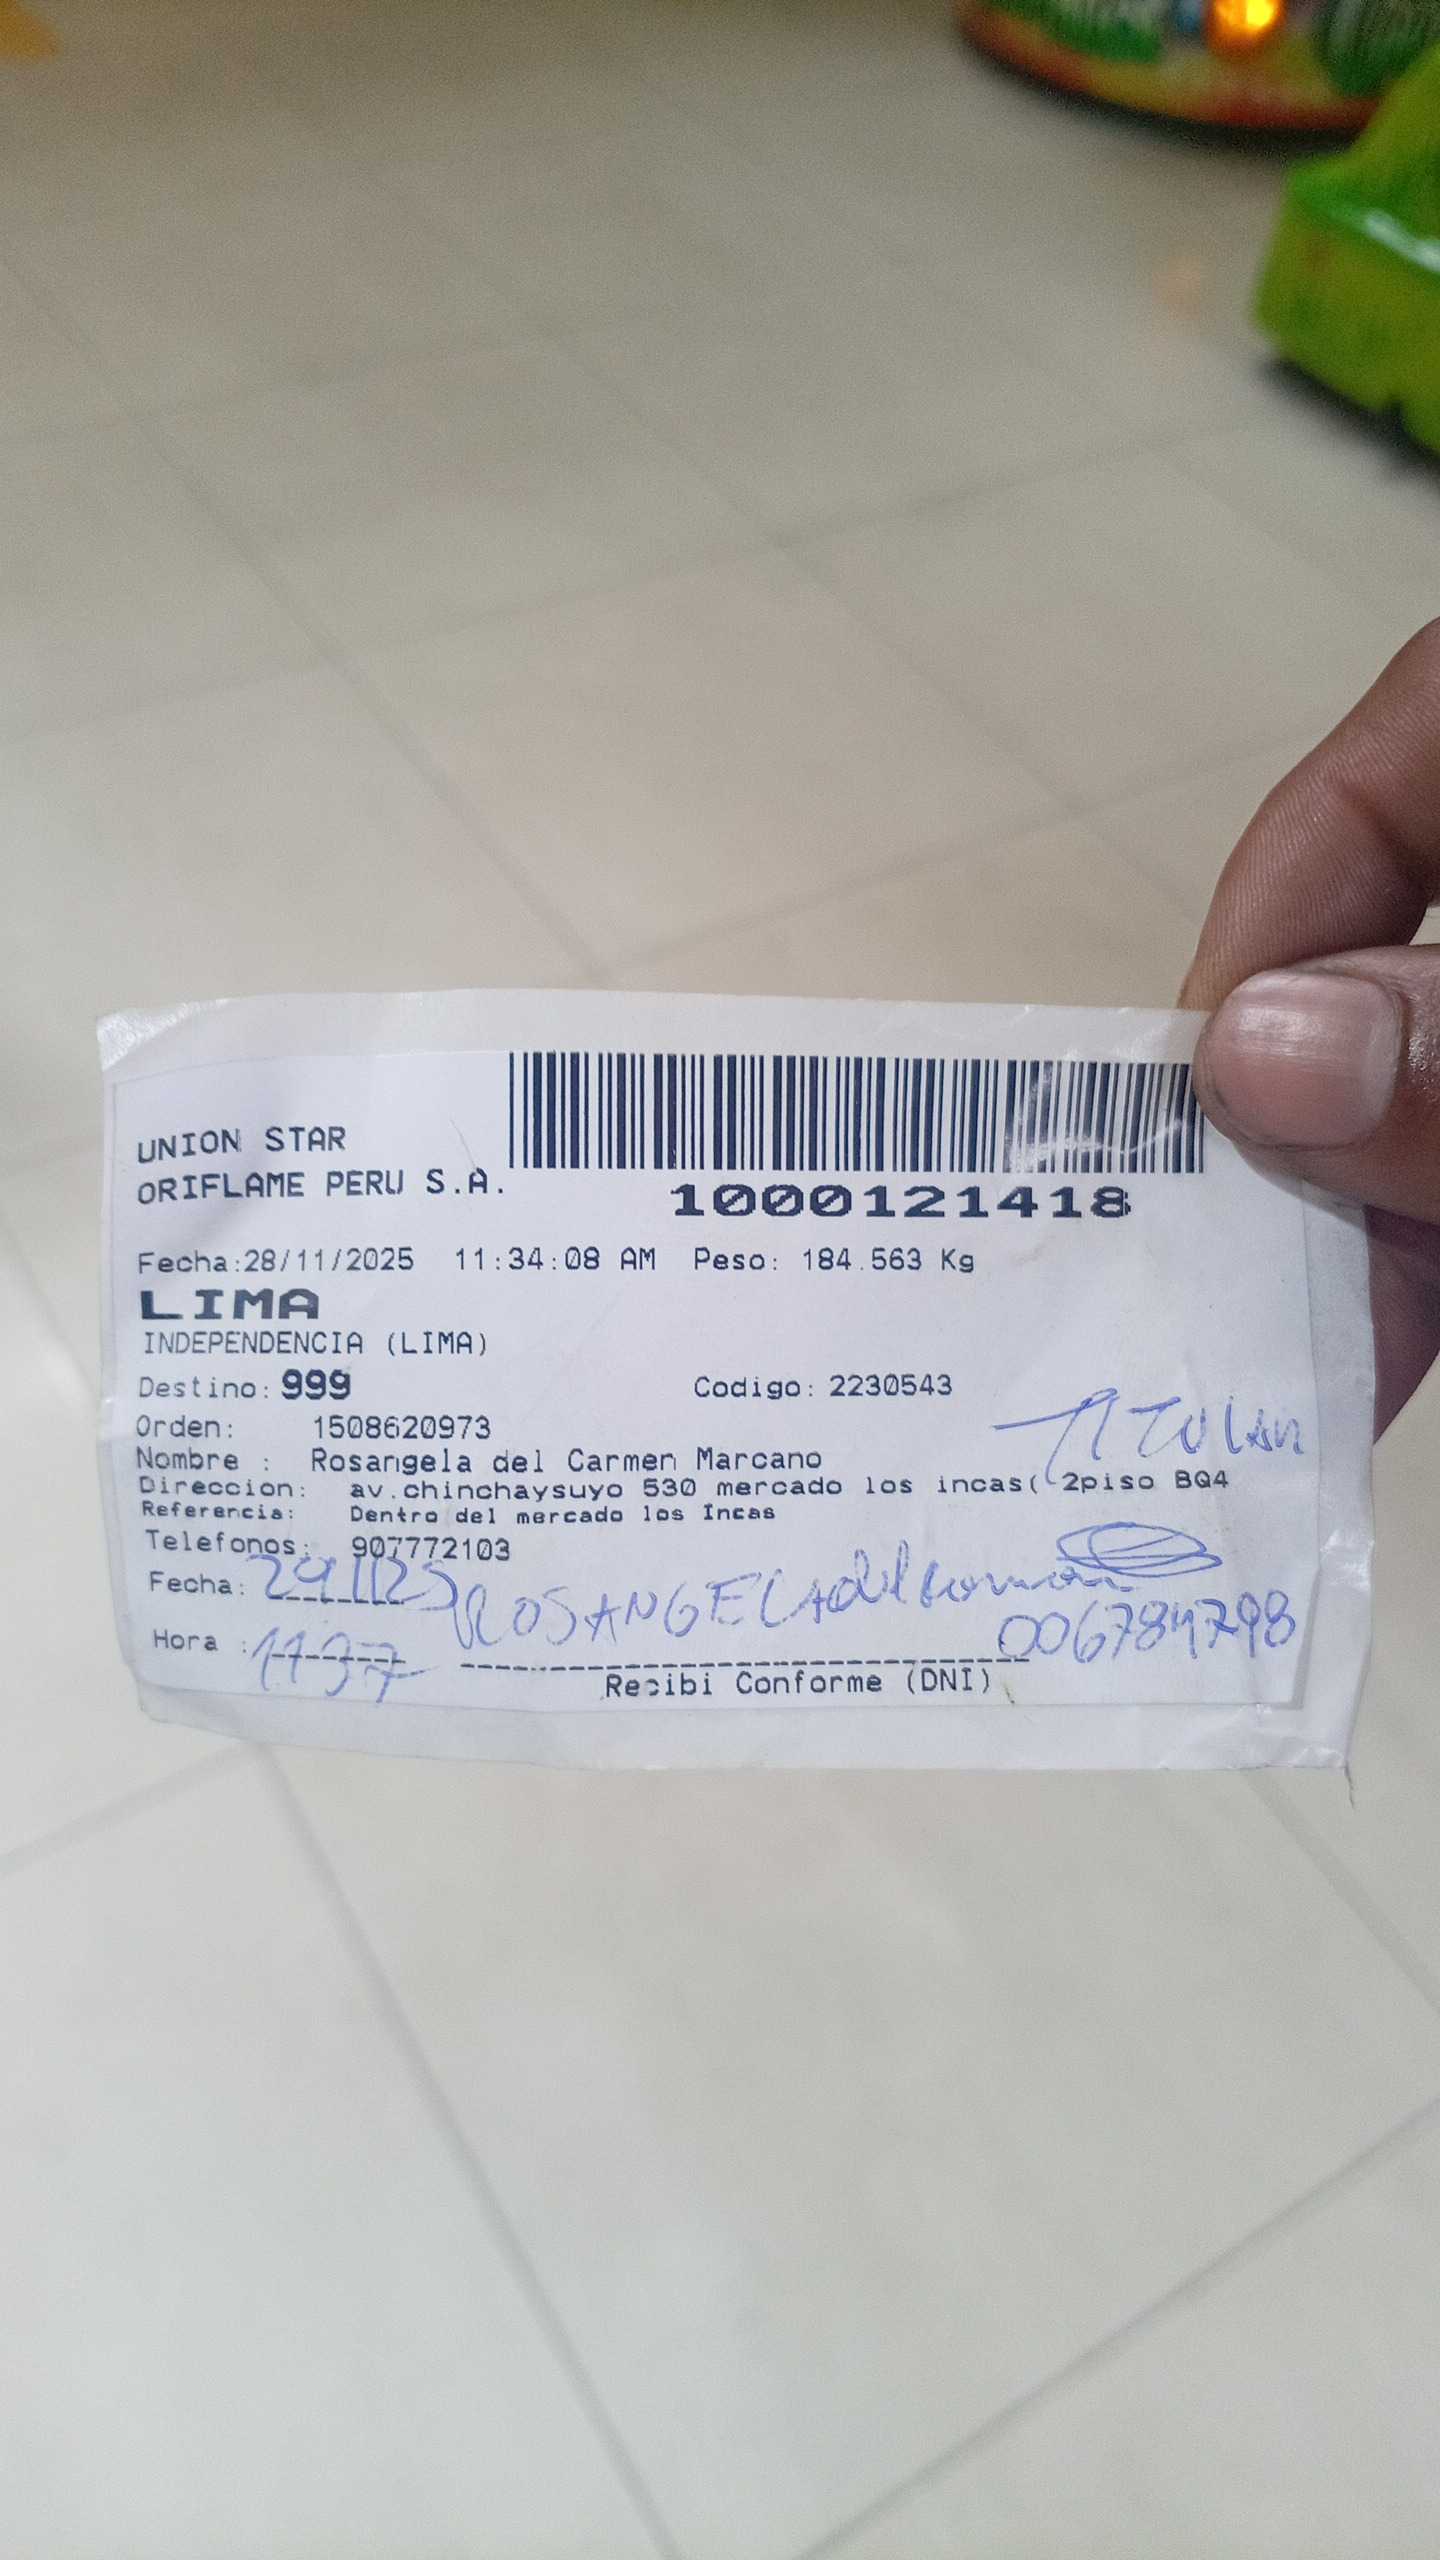 UNION STAR
ORIFLAME PERU S.A.
1000121418
Fecha:28/11/2025 11:34:08 AM Peso: 184.563 Kg
LIMA
INDEPENDENCIA (LIMA)
Destino: 999 Codigo: 2230543
Orden: 1508620973
TITULAR
Nombre : Rosangela del Carmen Marcano
Direccion: av.chinchaysuyo 530 mercado los incas( 2piso BQ4
Referencia: Dentro del mercado los Incas
Telefonos: 907772103
Fecha: 29/11/25 ROSANGELA del
Hora : 11 37
Recibi Conforme (DNI)